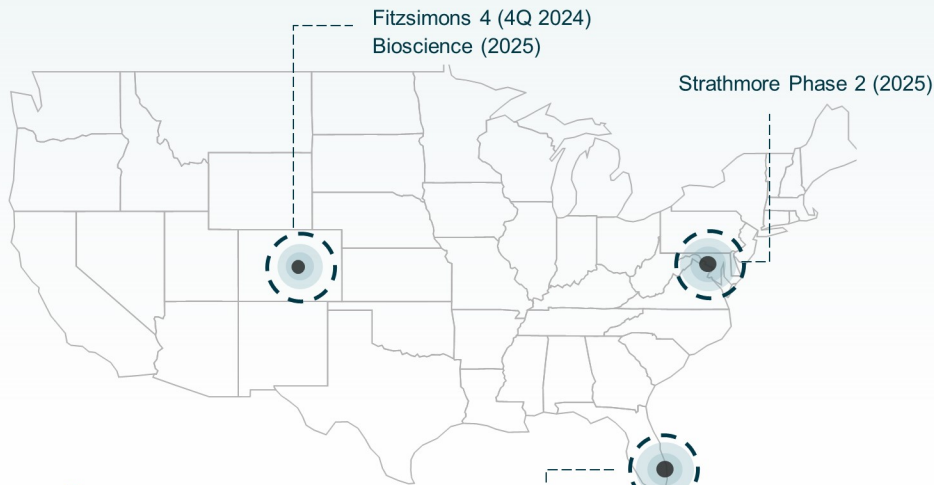 Fitzsimons 4 (4Q 2024)
Bioscience (2025)
Strathmore Phase 2 (2025)